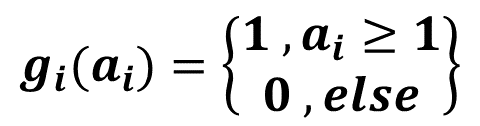 gᵢ(aᵢ) = {1 , aᵢ ≥ 1
0 , else}